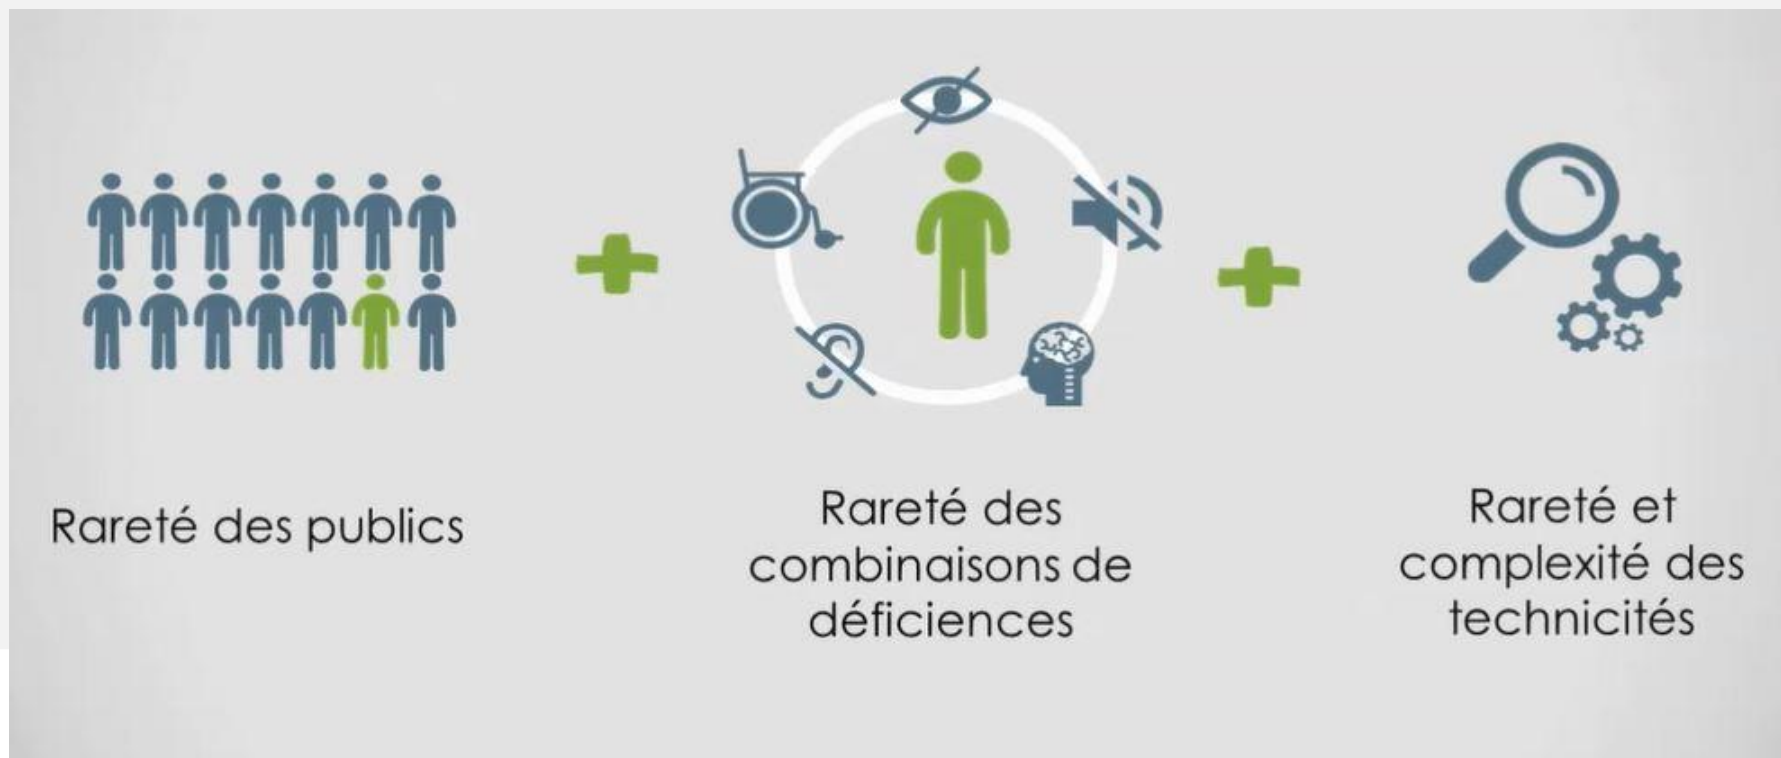 Rareté des publics
Rareté des
combinaisons de
déficiences
Rareté et
complexité des
technicités